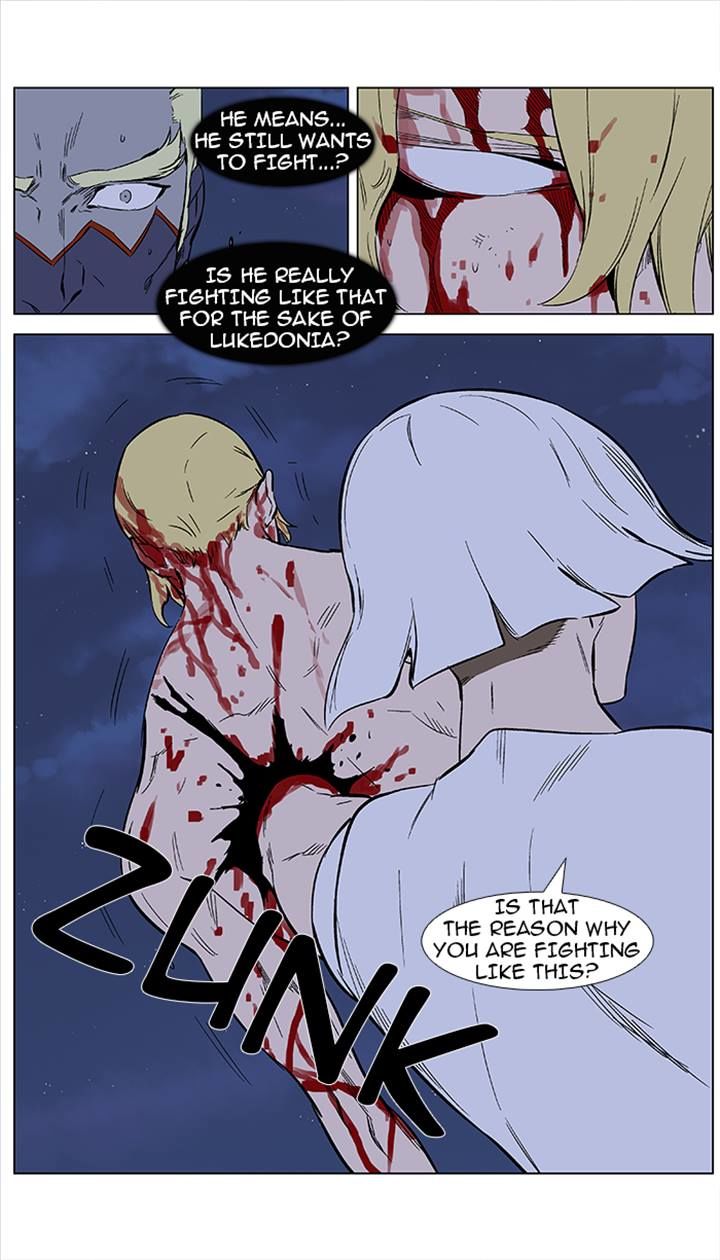 HE MEANS...
HE STILL WANTS
TO FIGHT...?
IS HE REALLY
FIGHTING LIKE THAT
FOR THE SAKE OF
LUKEDONIA?
ZUNK
IS THAT
THE REASON WHY
YOU ARE FIGHTING
LIKE THIS?